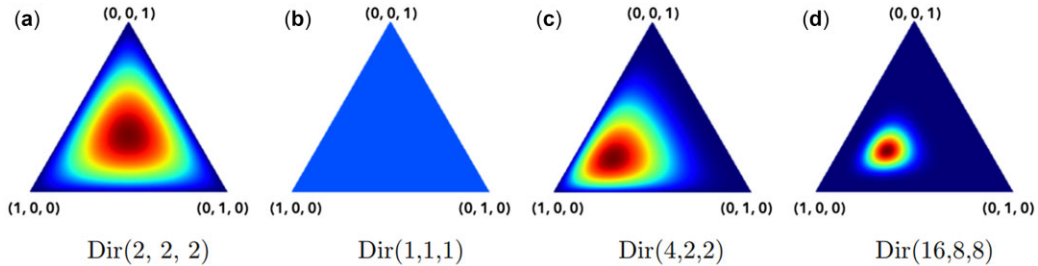 (a) (0, 0, 1) (b) (0, 0, 1) (c) (0, 0, 1) (d) (0, 0, 1)
(1, 0, 0) (0, 1, 0) (1, 0, 0) (0, 1, 0) (1, 0, 0) (0, 1, 0) (1, 0, 0) (0, 1, 0)
Dir(2, 2, 2) Dir(1,1,1) Dir(4,2,2) Dir(16,8,8)